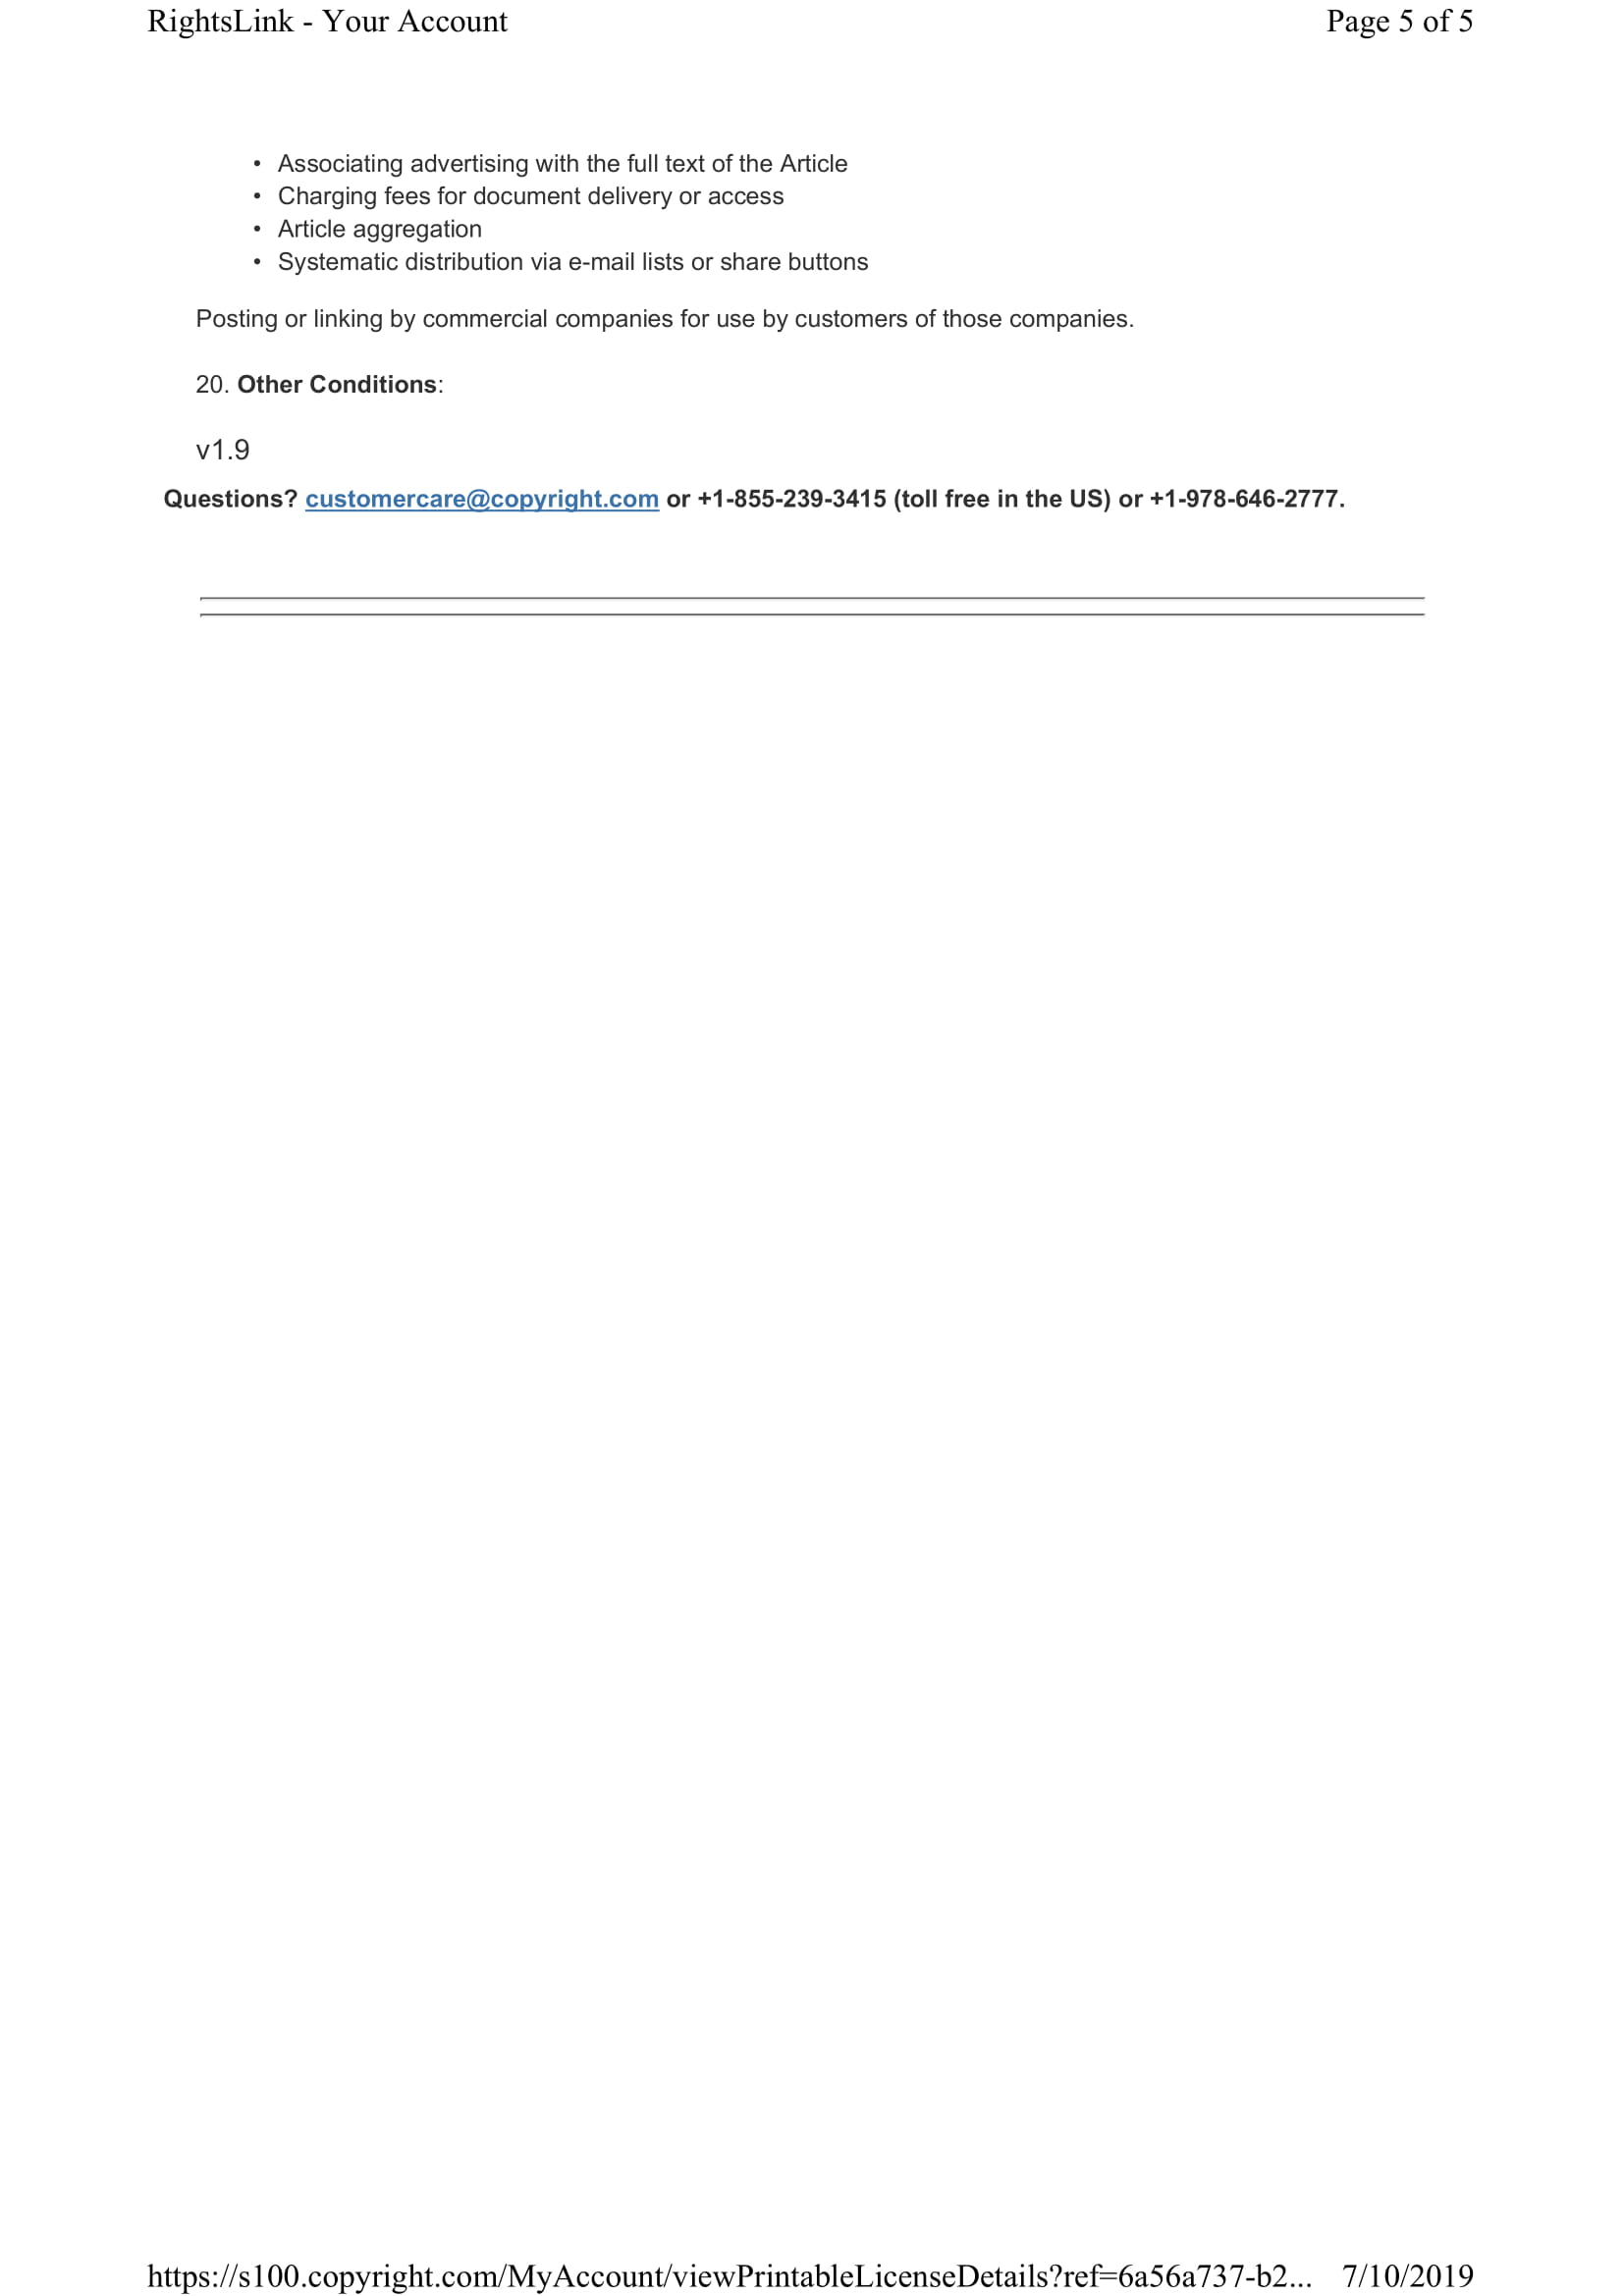 RightsLink - Your Account Page 5 of 5
• Associating advertising with the full text of the Article
• Charging fees for document delivery or access
• Article aggregation
• Systematic distribution via e-mail lists or share buttons
Posting or linking by commercial companies for use by customers of those companies.
20. Other Conditions:
v1.9
Questions? customercare@copyright.com or +1-855-239-3415 (toll free in the US) or +1-978-646-2777.
https://s100.copyright.com/MyAccount/viewPrintableLicenseDetails?ref=6a56a737-b2... 7/10/2019